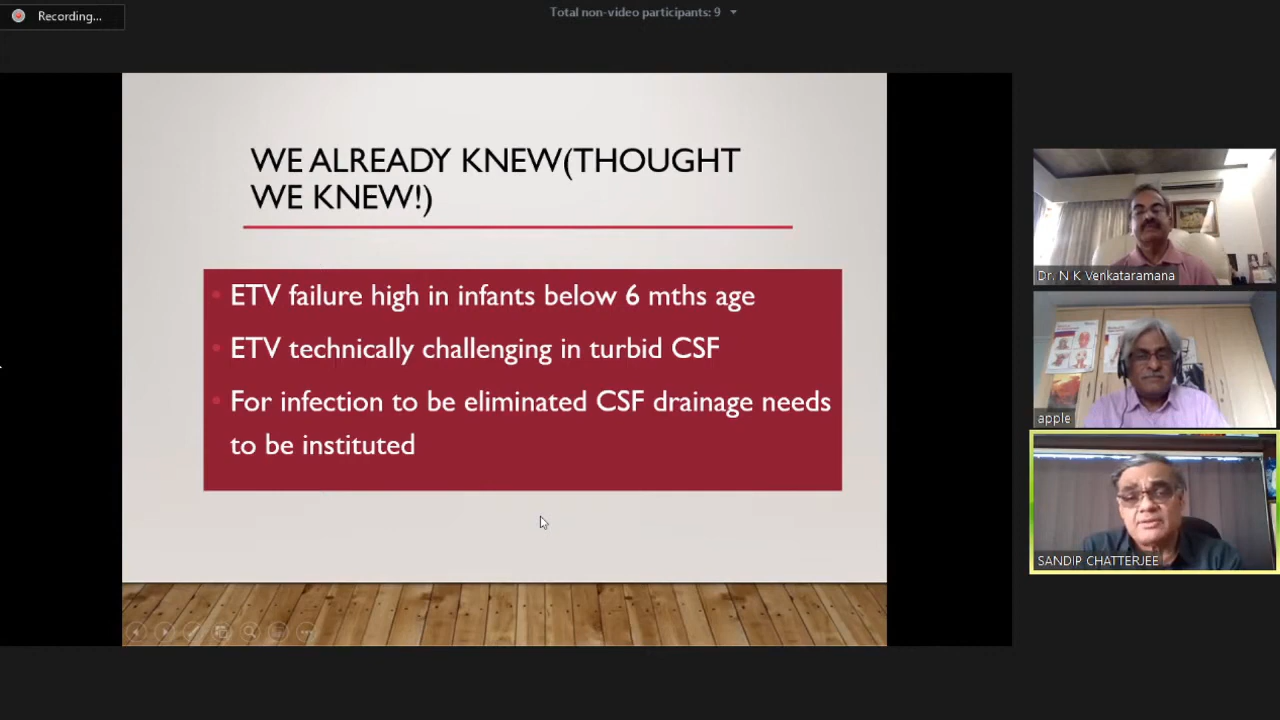 Recording...
Total non-video participants: 9
WE ALREADY KNEW(THOUGHT
WE KNEW!)
• ETV failure high in infants below 6 mths age
• ETV technically challenging in turbid CSF
• For infection to be eliminated CSF drainage needs
to be instituted
Dr. N K Venkataramana
apple
SANDIP CHATTERJEE